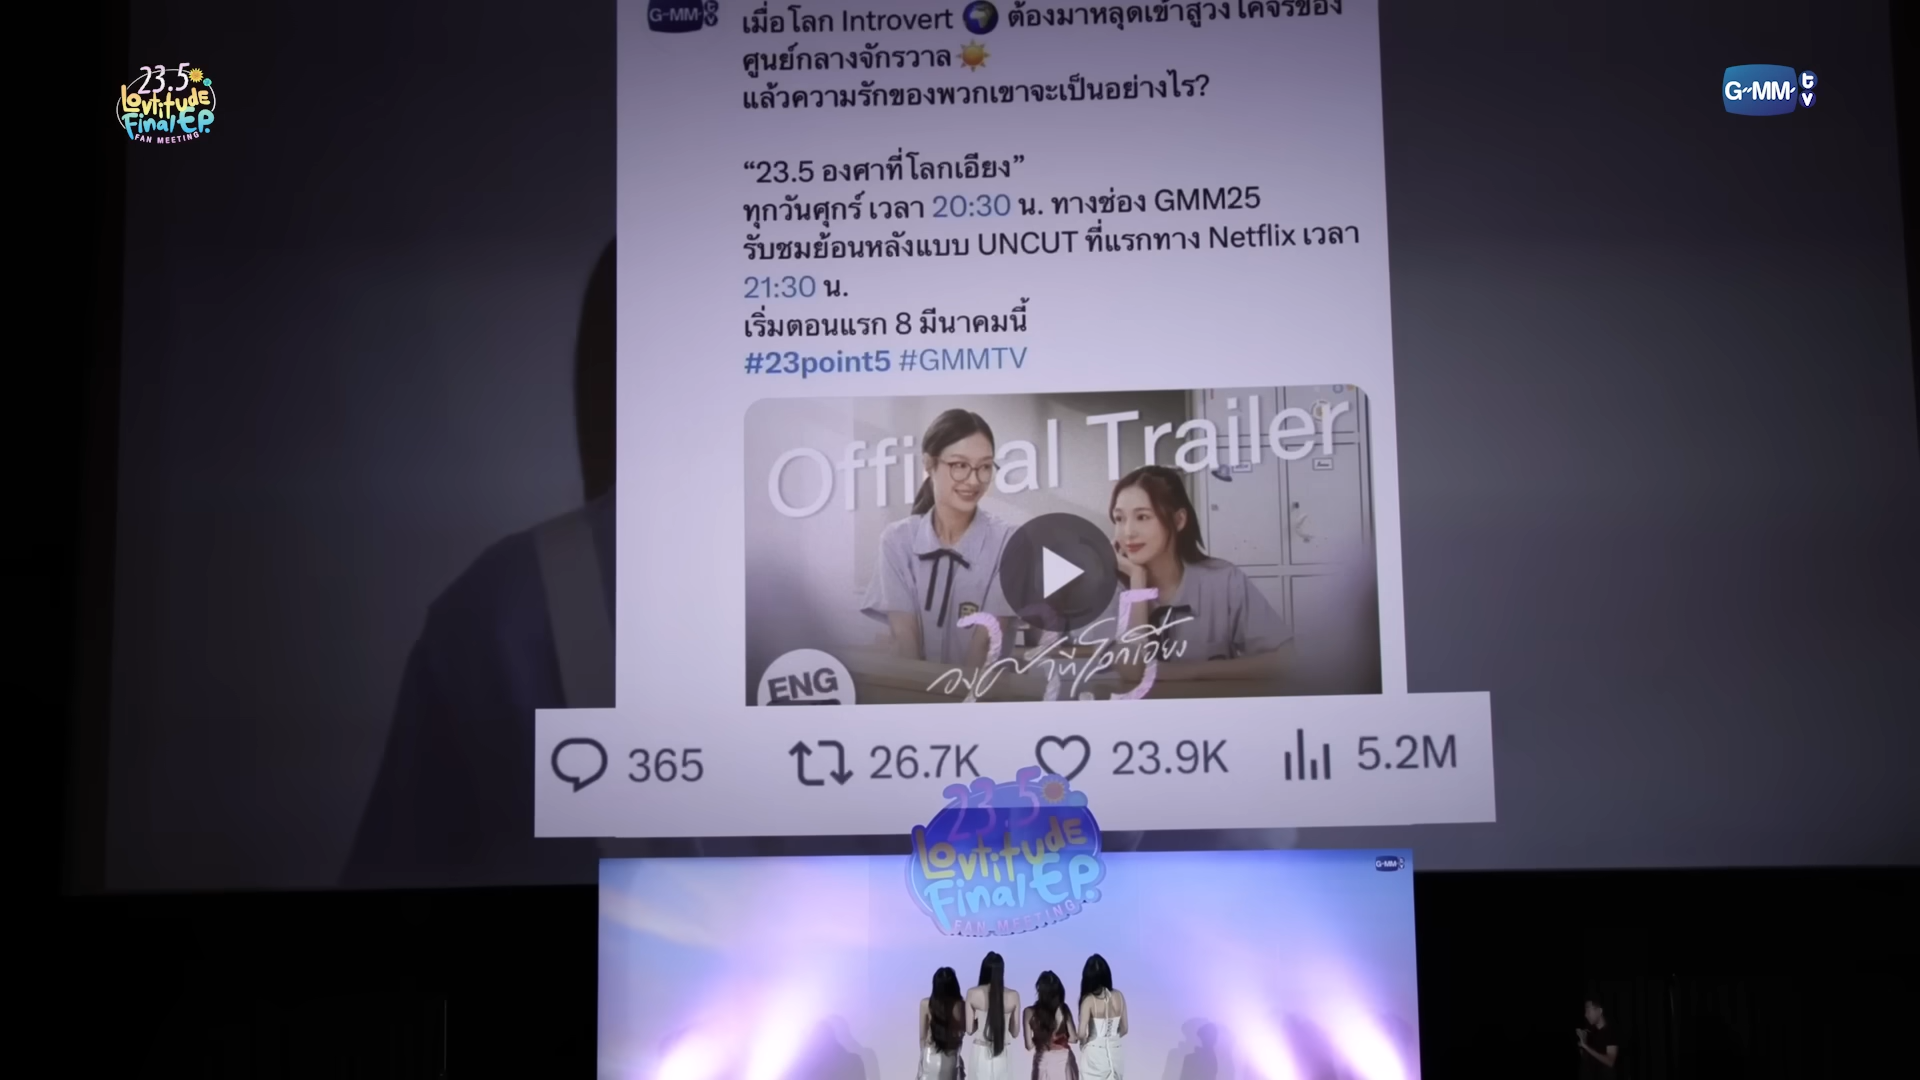 G-MM-TV
เมื่อโลก Introvert 🌍 ต้องมาหลุดเข้าสู่วงโคจรของ
ศูนย์กลางจักรวาล☀️
แล้วความรักของพวกเขาจะเป็นอย่างไร?
“23.5 องศาที่โลกเอียง”
ทุกวันศุกร์ เวลา 20:30 น. ทางช่อง GMM25
รับชมย้อนหลังแบบ UNCUT ที่แรกทาง Netflix เวลา
21:30 น.
เริ่มตอนแรก 8 มีนาคมนี้
#23point5 #GMMTV
23.5
Lovtitude
Final EP.
FAN MEETING
G-MM-TV
Official Trailer
23.5
องศาที่โลกเอียง
ENG
365 26.7K 23.9K 5.2M
23.5
Lovtitude
Final EP.
FAN MEETING
G-MM-TV